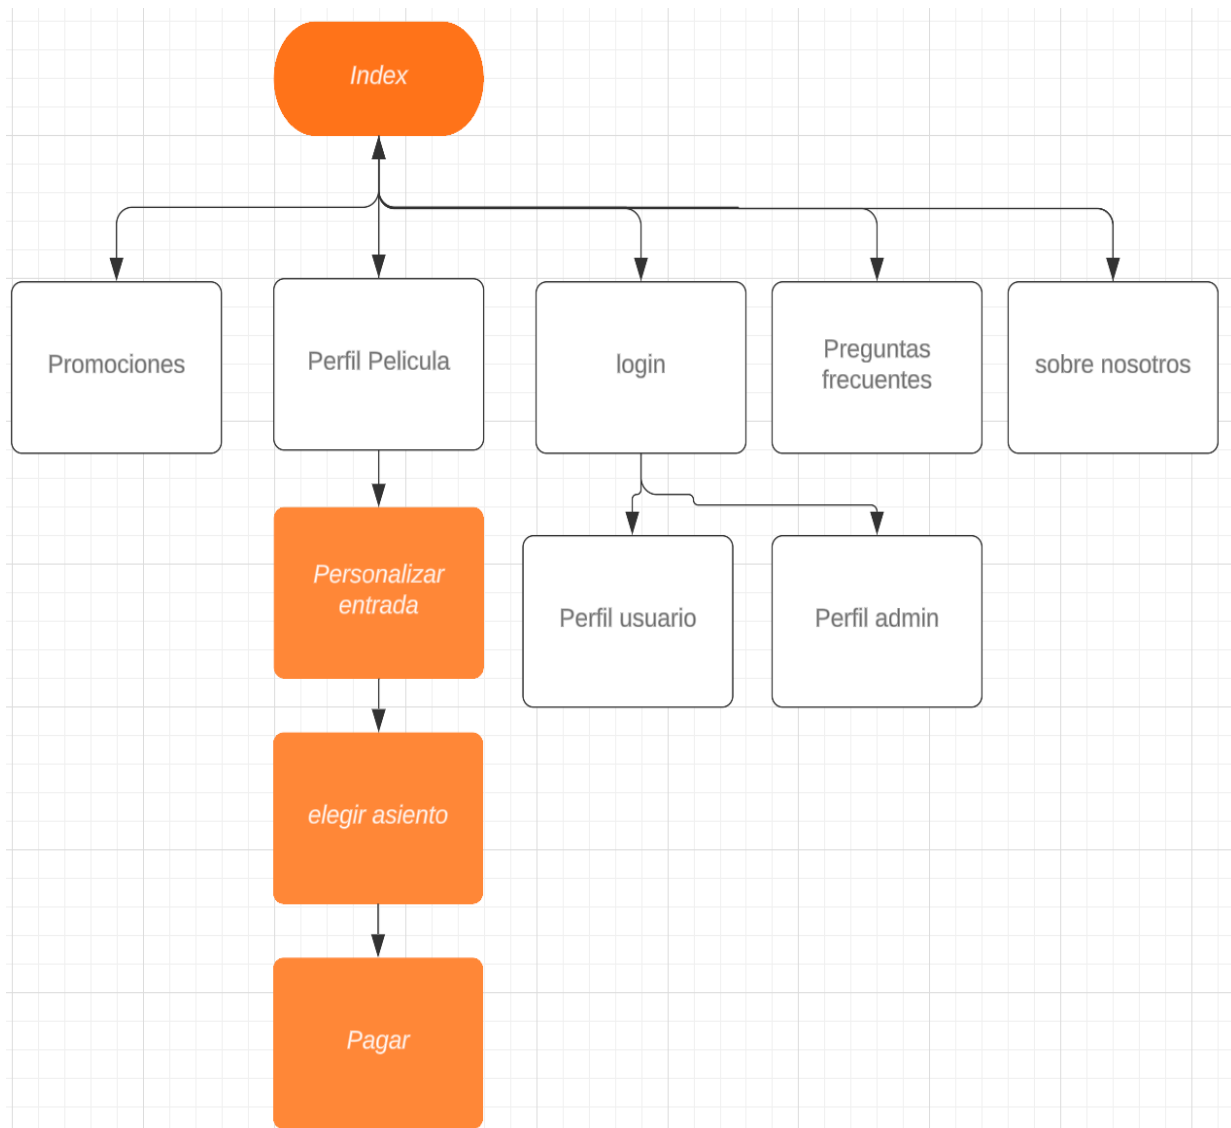 Index
Promociones
Perfil Pelicula
login
Preguntas
frecuentes
sobre nosotros
Personalizar
entrada
Perfil usuario
Perfil admin
elegir asiento
Pagar